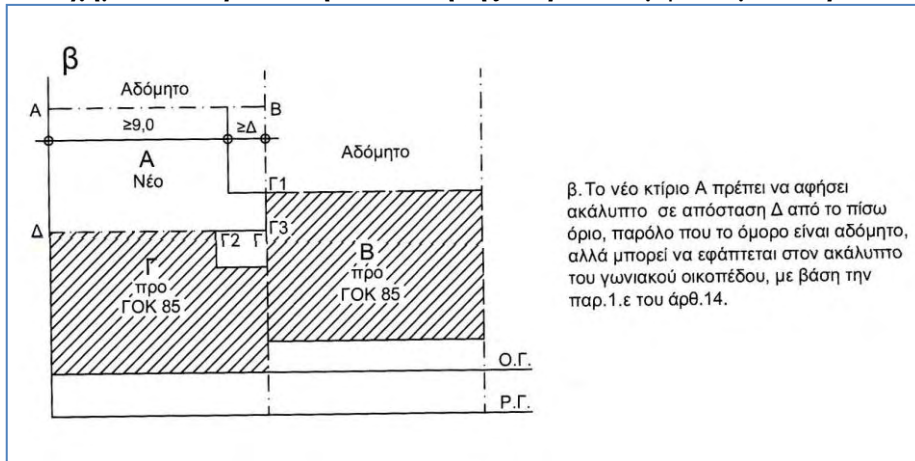 β
Αδόμητο
Α
Β
≥9,0
≥Δ
Α
Νέο
Αδόμητο
Γ1
Δ
Γ2
Γ
Γ3
Γ
προ
ΓΟΚ 85
Β
προ
ΓΟΚ 85
Ο.Γ.
Ρ.Γ.
β. Το νέο κτίριο Α πρέπει να αφήσει
ακάλυπτο σε απόσταση Δ από το πίσω
όριο, παρόλο που το όμορο είναι αδόμητο,
αλλά μπορεί να εφάπτεται στον ακάλυπτο
του γωνιακού οικοπέδου, με βάση την
παρ.1.ε του άρθ.14.